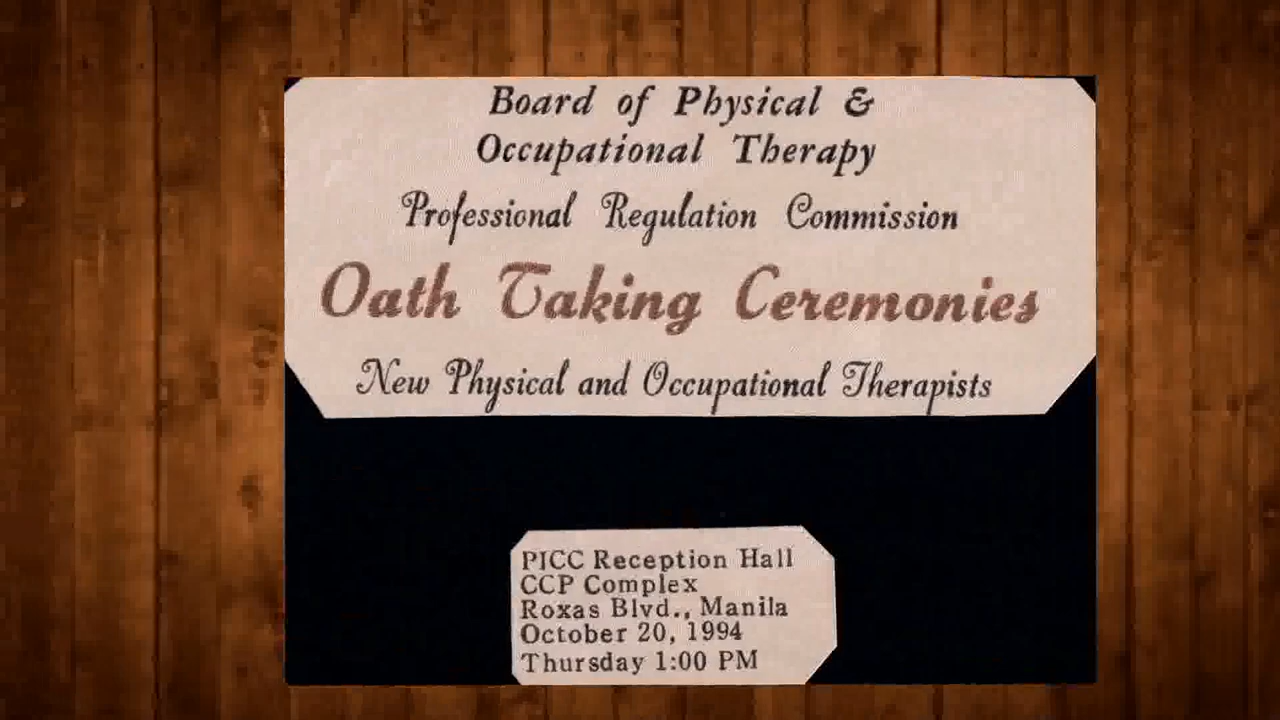 Board of Physical &
Occupational Therapy
Professional Regulation Commission
Oath Taking Ceremonies
New Physical and Occupational Therapists
PICC Reception Hall
CCP Complex
Roxas Blvd., Manila
October 20, 1994
Thursday 1:00 PM